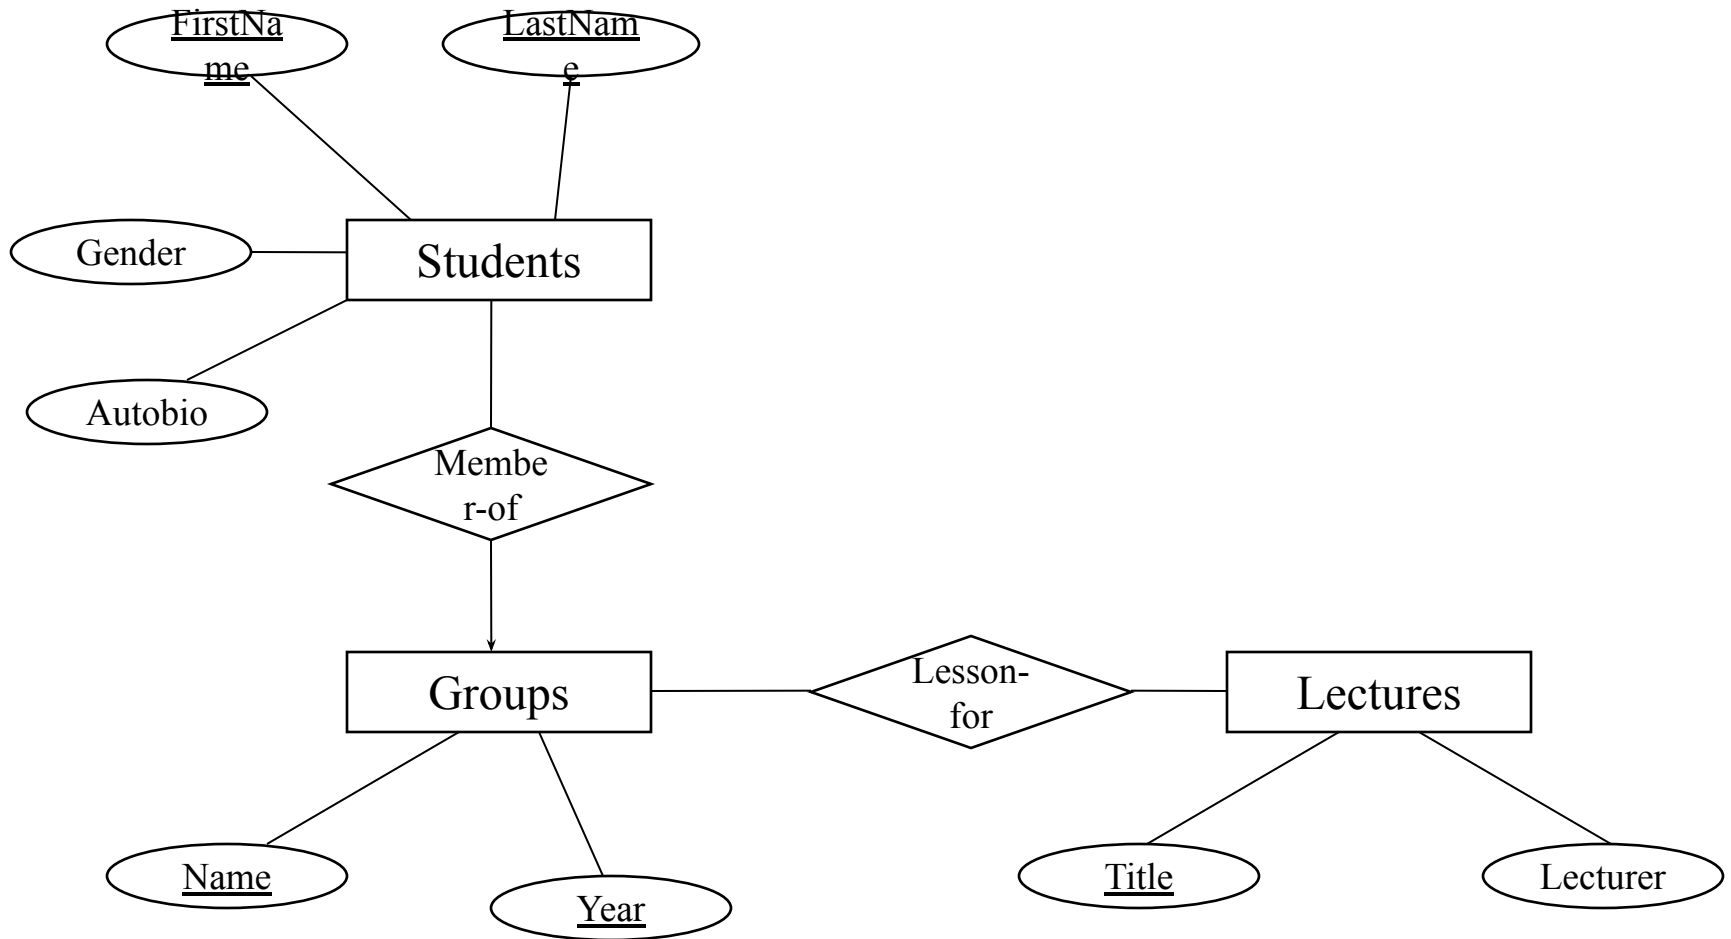 FirstNa
me
LastNam
e
Gender
Students
Autobio
Membe
r-of
Groups
Lesson-
for
Lectures
Name
Year
Title
Lecturer